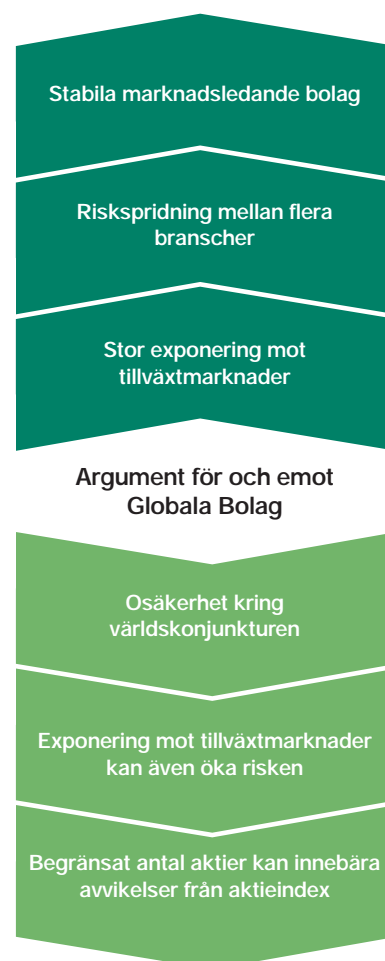 Stabila marknadsledande bolag
Riskspridning mellan flera
branscher
Stor exponering mot
tillväxtmarknader
Argument för och emot
Globala Bolag
Osäkerhet kring
världskonjunkturen
Exponering mot tillväxtmarknader
kan även öka risken
Begränsat antal aktier kan innebära
avvikelser från aktieindex